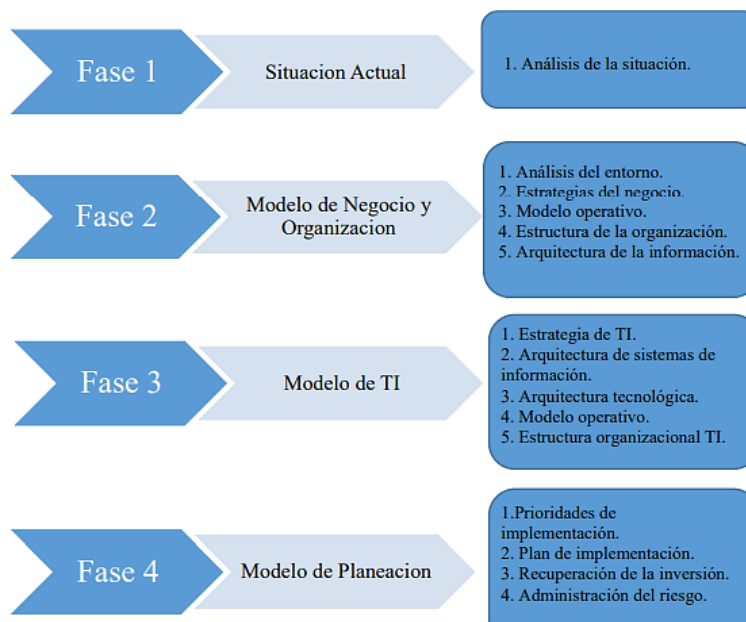 Fase 1
Situacion Actual
1. Análisis de la situación.
Fase 2
Modelo de Negocio y
Organizacion
1. Análisis del entorno.
2. Estrategias del negocio.
3. Modelo operativo.
4. Estructura de la organización.
5. Arquitectura de la información.
Fase 3
Modelo de TI
1. Estrategia de TI.
2. Arquitectura de sistemas de
información.
3. Arquitectura tecnológica.
4. Modelo operativo.
5. Estructura organizacional TI.
Fase 4
Modelo de Planeacion
1.Prioridades de
implementación.
2. Plan de implementación.
3. Recuperación de la inversión.
4. Administración del riesgo.